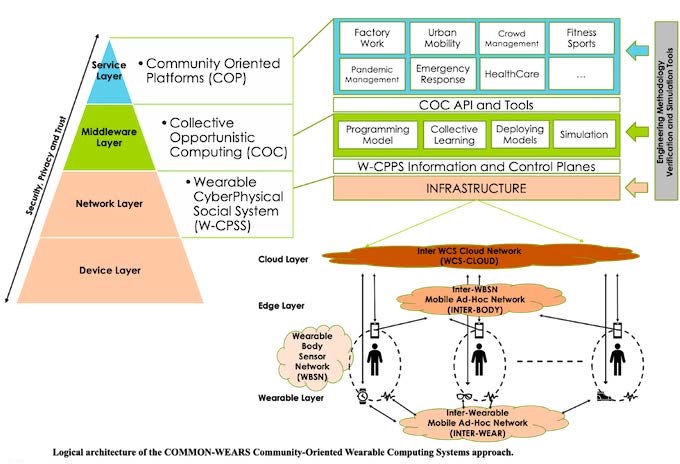 Security, Privacy and Trust
Service
Layer
Middleware
Layer
Network Layer
Device Layer
• Community Oriented
Platforms (COP)
• Collective
Opportunistic
Computing (COC)
• Wearable
CyberPhysical
Social System
(W-CPSS)
Factory
Work
Urban
Mobility
Crowd
Management
Fitness
Sports
Pandemic
Management
Emergency
Response
HealthCare
...
COC API and Tools
Programming
Model
Collective
Learning
Deploying
Models
Simulation
W-CPPS Information and Control Planes
INFRASTRUCTURE
Engineering Methodology
Verification and Simulation Tools
Cloud Layer
Inter WCS Cloud Network
(WCS-CLOUD)
Edge Layer
Inter-WBSN
Mobile Ad-Hoc Network
(INTER-BODY)
Wearable
Body
Sensor
Network
(WBSN)
Wearable Layer
Inter-Wearable
Mobile Ad-Hoc Network
(INTER-WEAR)
Logical architecture of the COMMON-WEARS Community-Oriented Wearable Computing Systems approach.